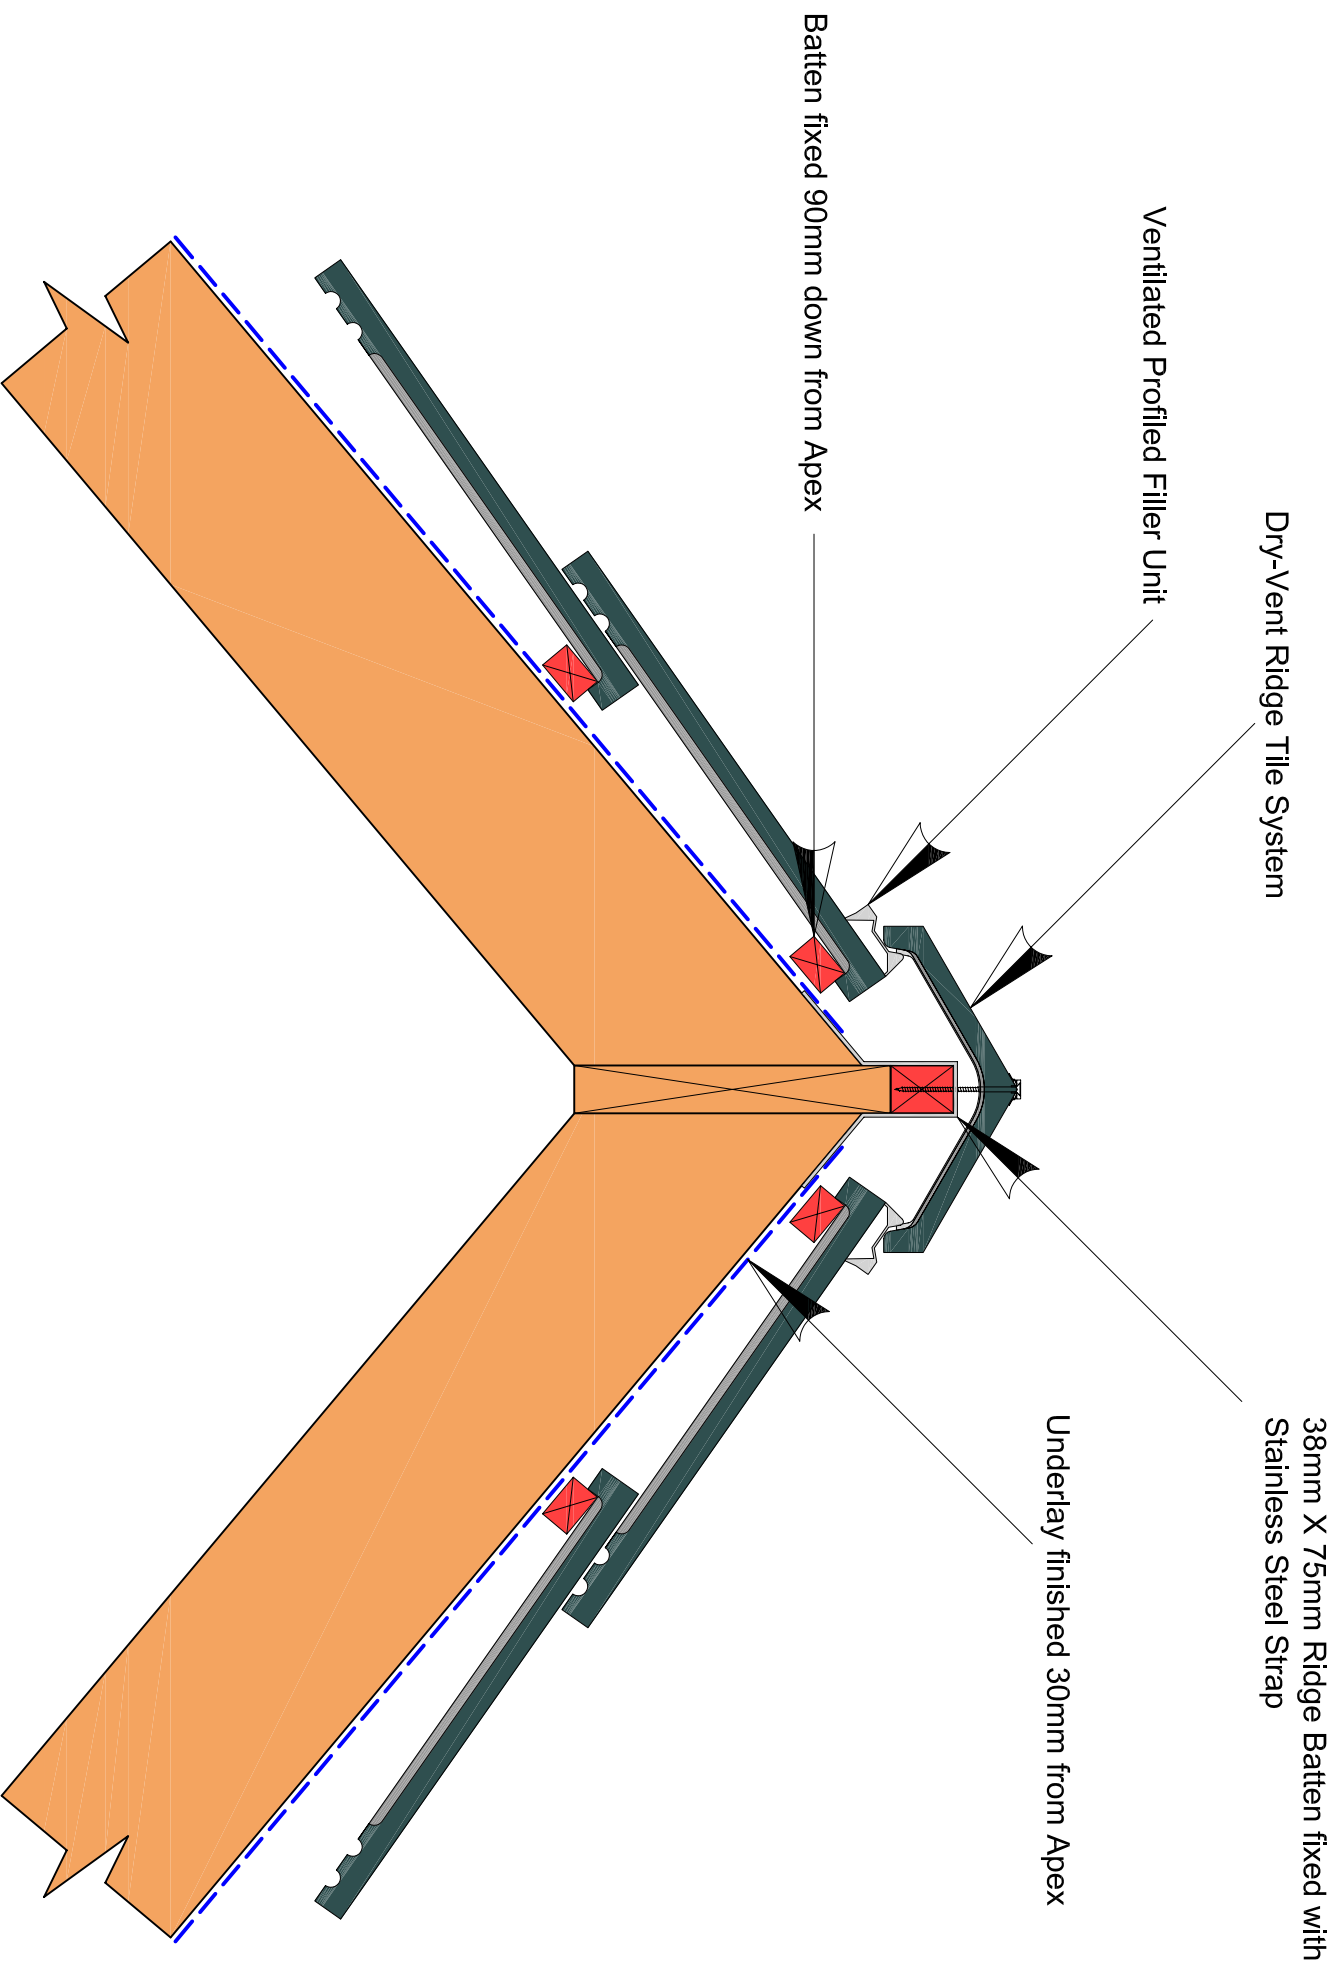 Dry-Vent Ridge Tile System
38mm X 75mm Ridge Batten fixed with
Stainless Steel Strap
Ventilated Profiled Filler Unit
Underlay finished 30mm from Apex
Batten fixed 90mm down from Apex